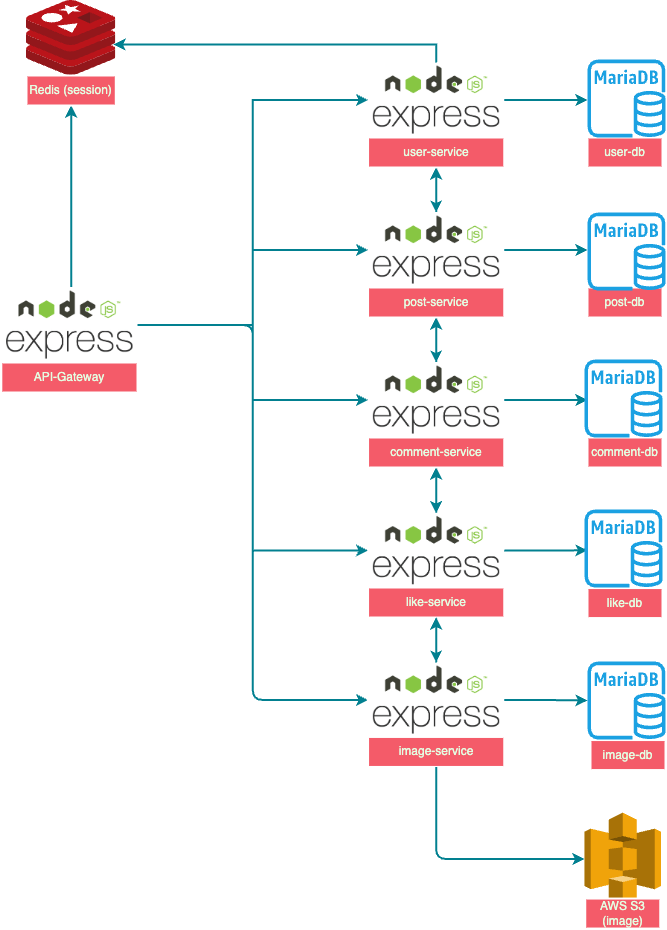 Redis (session)
node
JS
express
user-service
MariaDB
user-db
node
JS
express
post-service
MariaDB
post-db
node
JS
express
API-Gateway
node
JS
express
comment-service
MariaDB
comment-db
node
JS
express
like-service
MariaDB
like-db
node
JS
express
image-service
MariaDB
image-db
AWS S3
(image)